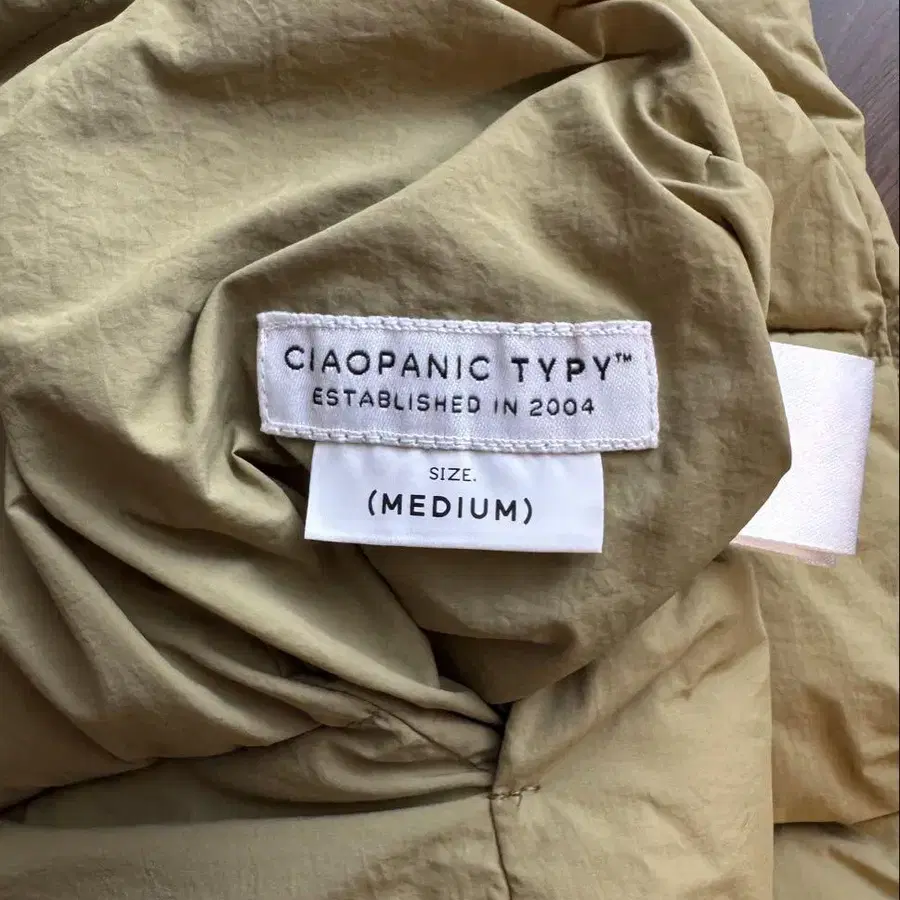 CIAOPANIC TYPY™
ESTABLISHED IN 2004
SIZE.
(MEDIUM)